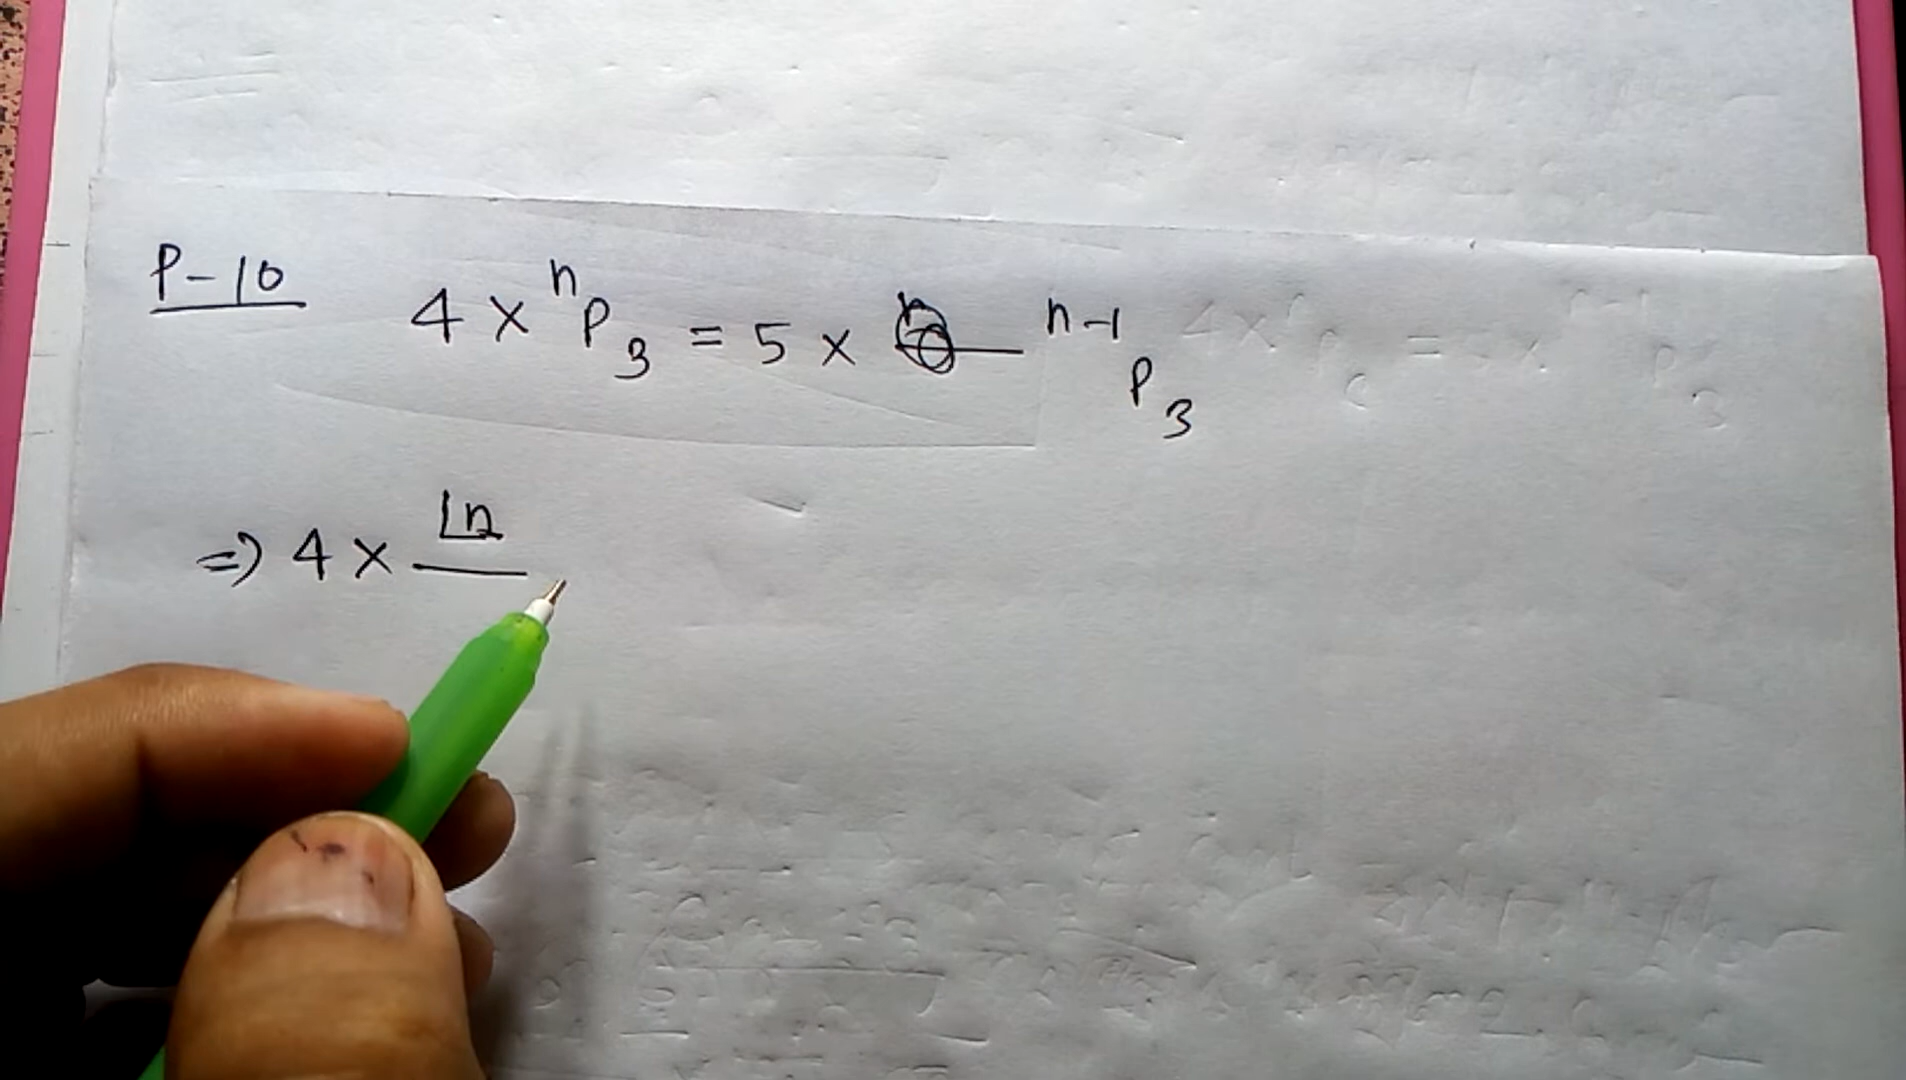 P-10 4 × ⁿP₃ = 5 × ⁿ⁻¹P₃
⇒ 4 × ⌊n